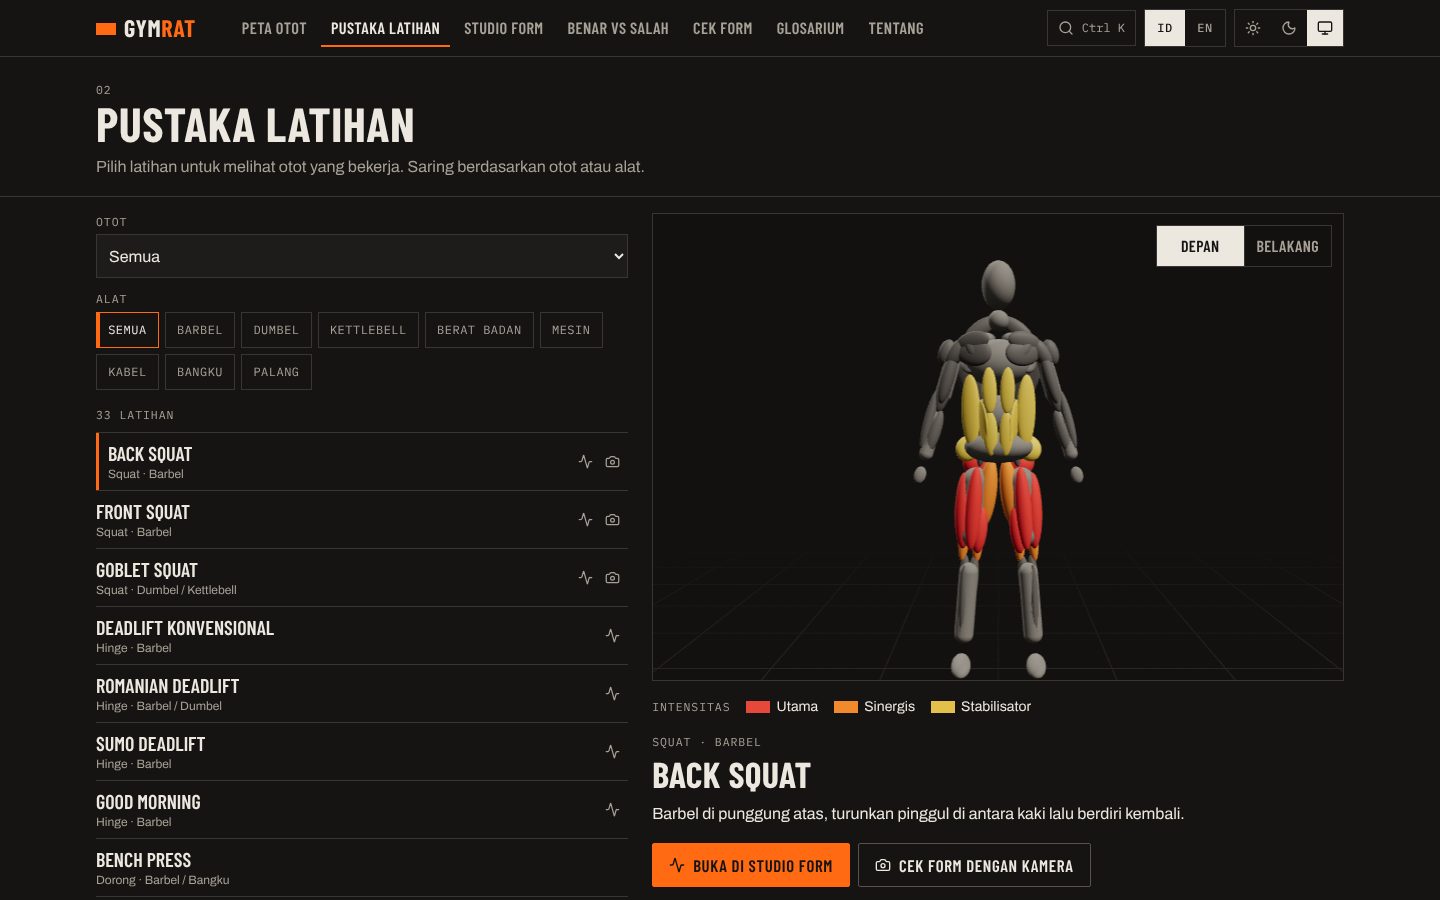 GYMRAT
PETA OTOT
PUSTAKA LATIHAN
STUDIO FORM
BENAR VS SALAH
CEK FORM
GLOSARIUM
TENTANG
Ctrl K
ID
EN
02
PUSTAKA LATIHAN
Pilih latihan untuk melihat otot yang bekerja. Saring berdasarkan otot atau alat.
OTOT
Semua
ALAT
SEMUA
BARBEL
DUMBEL
KETTLEBELL
BERAT BADAN
MESIN
KABEL
BANGKU
PALANG
33 LATIHAN
BACK SQUAT
Squat · Barbel
FRONT SQUAT
Squat · Barbel
GOBLET SQUAT
Squat · Dumbel / Kettlebell
DEADLIFT KONVENSIONAL
Hinge · Barbel
ROMANIAN DEADLIFT
Hinge · Barbel / Dumbel
SUMO DEADLIFT
Hinge · Barbel
GOOD MORNING
Hinge · Barbel
BENCH PRESS
Dorong · Barbel / Bangku
DEPAN
BELAKANG
INTENSITAS
Utama
Sinergis
Stabilisator
SQUAT · BARBEL
BACK SQUAT
Barbel di punggung atas, turunkan pinggul di antara kaki lalu berdiri kembali.
BUKA DI STUDIO FORM
CEK FORM DENGAN KAMERA